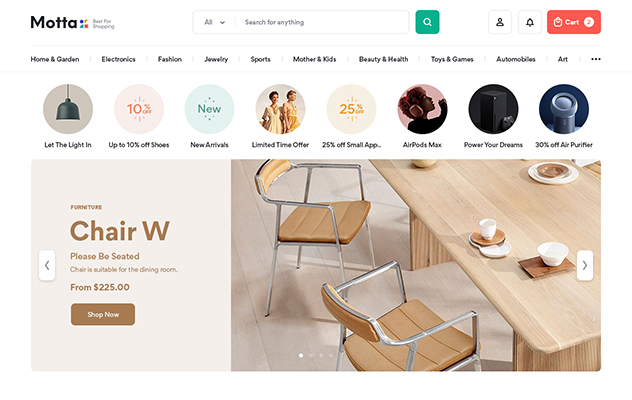 Motta
Best For
Shopping
All
Search for anything
Cart 2
Home & Garden
Electronics
Fashion
Jewelry
Sports
Mother & Kids
Beauty & Health
Toys & Games
Automobiles
Art
10% OFF
New
25% OFF
Let The Light In
Up to 10% off Shoes
New Arrivals
Limited Time Offer
25% off Small App..
AirPods Max
Power Your Dreams
30% off Air Purifier
FURNITURE
Chair W
Please Be Seated
Chair is suitable for the dining room.
From $225.00
Shop Now